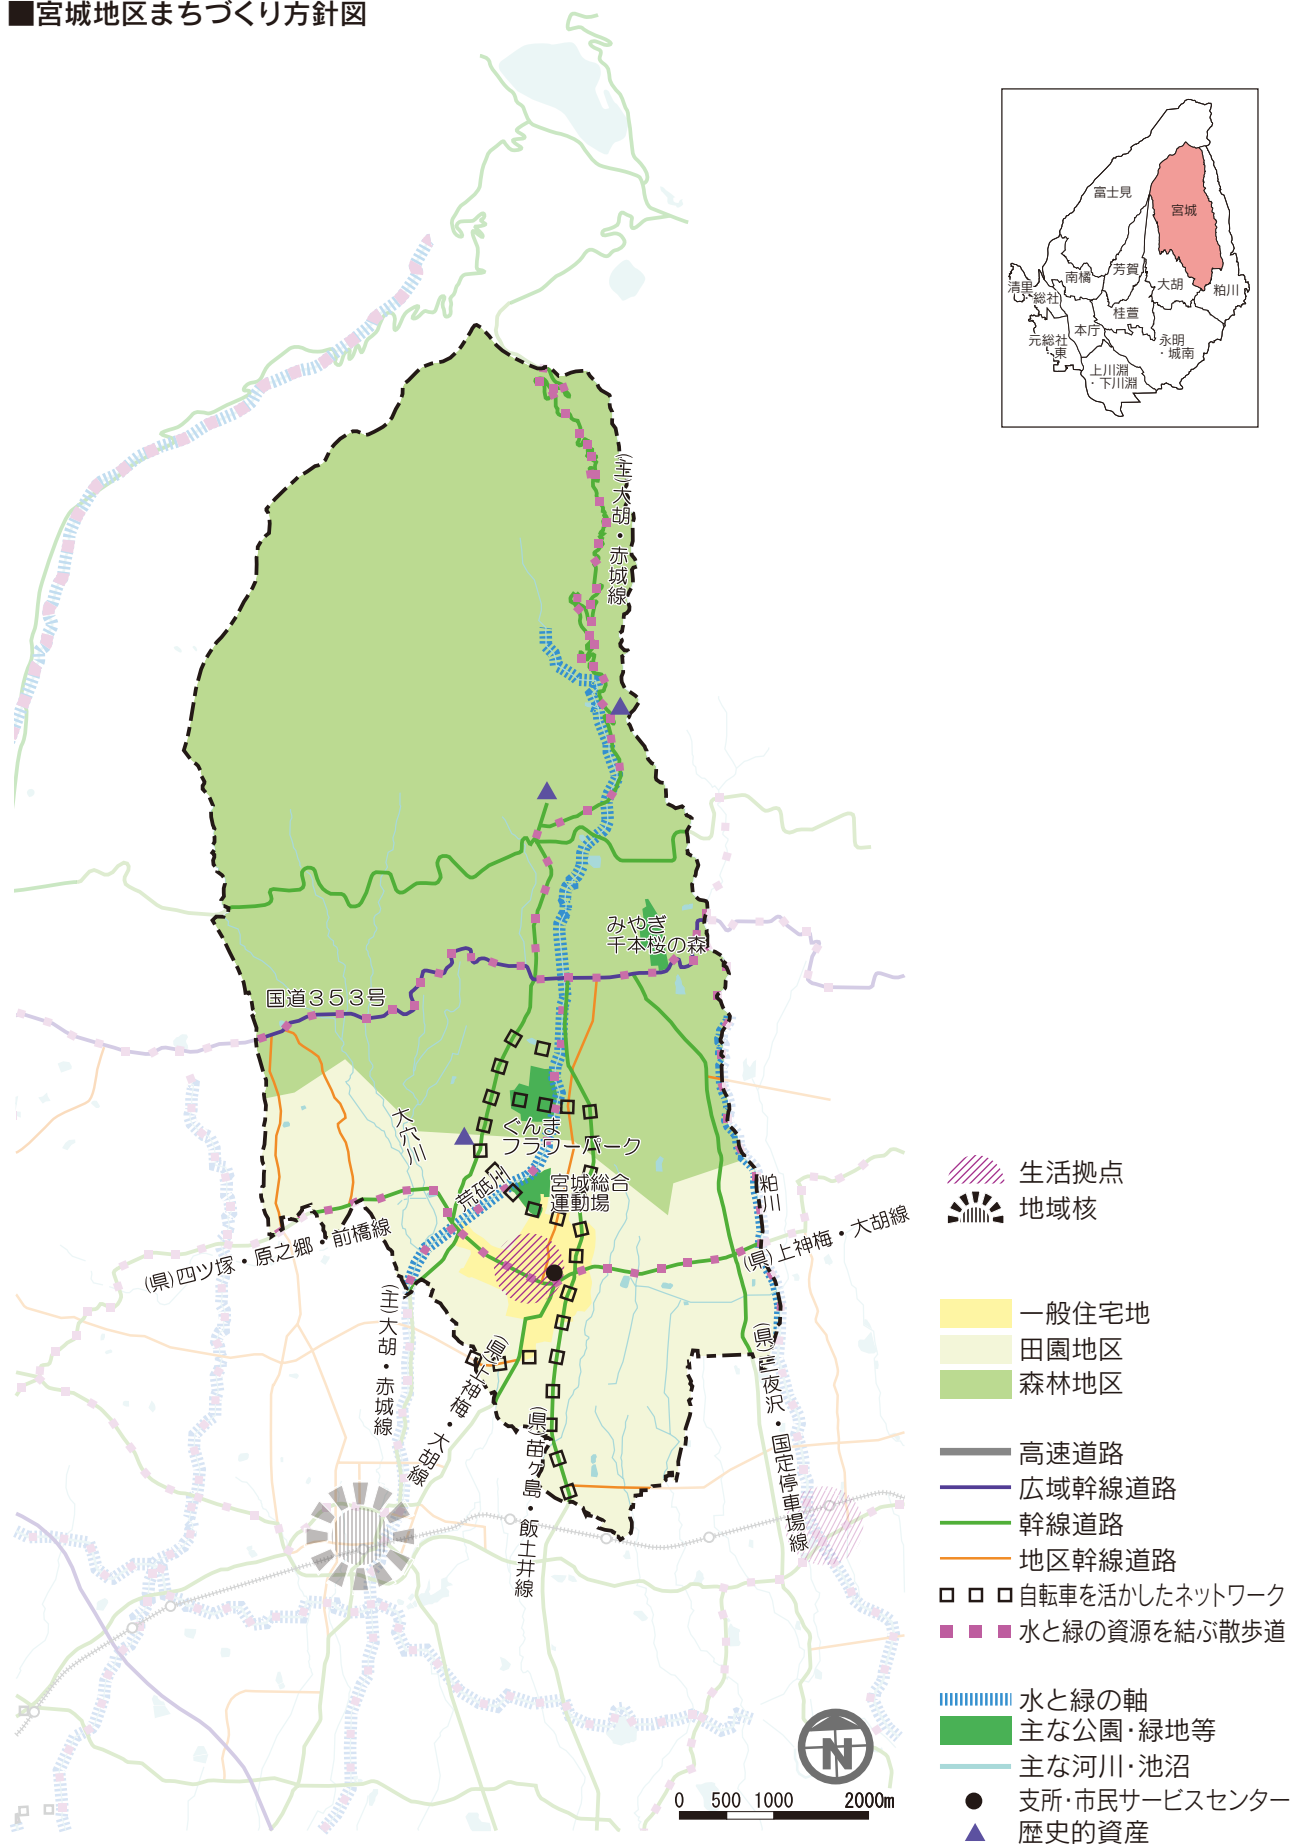 ■宮城地区まちづくり方針図
富士見
宮城
芳賀
南橘
大胡
粕川
清里
総社
桂萱
本庁
元総社
東
永明
・城南
上川淵
・下川淵
(主)大胡・赤城線
みやぎ
千本桜の森
国道353号
大穴川
ぐんま
フラワーパーク
荒砥川
宮城総合
運動場
粕川
(県)四ツ塚・原之郷・前橋線
(県)上神梅・大胡線
(主)大胡・赤城線
(県)上神梅・大胡線
(県)苗ヶ島・飯土井線
(県)三夜沢・国定停車場線
生活拠点
地域核
一般住宅地
田園地区
森林地区
高速道路
広域幹線道路
幹線道路
地区幹線道路
自転車を活かしたネットワーク
水と緑の資源を結ぶ散歩道
水と緑の軸
主な公園・緑地等
主な河川・池沼
支所・市民サービスセンター
歴史的資産
N
0 500 1000 2000m